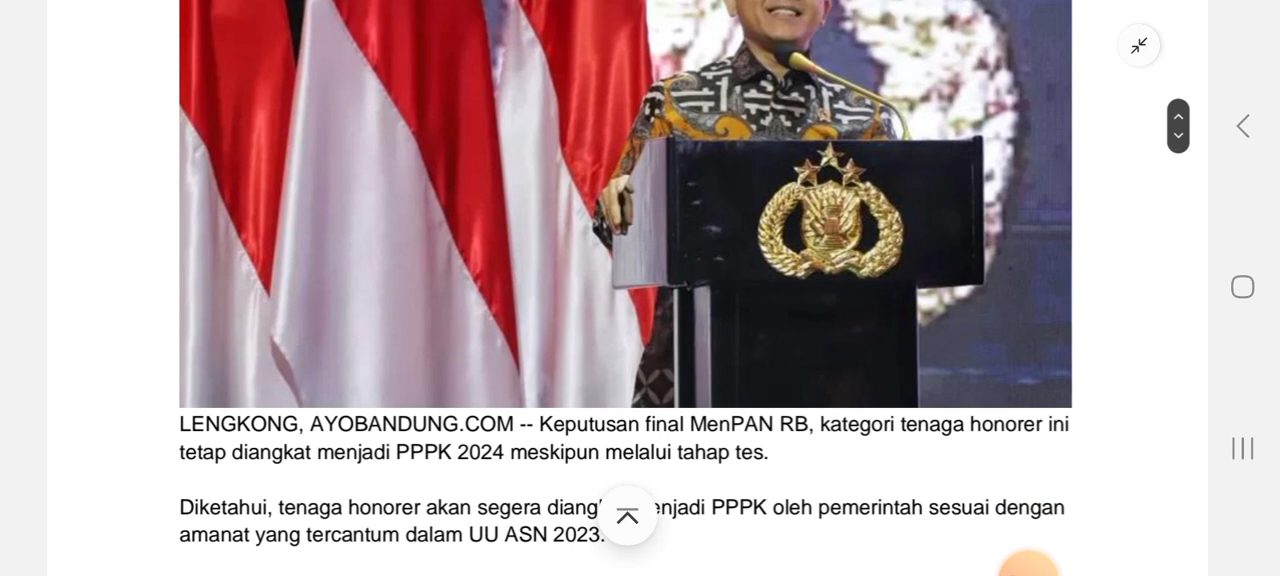 LENGKONG, AYOBANDUNG.COM -- Keputusan final MenPAN RB, kategori tenaga honorer ini
tetap diangkat menjadi PPPK 2024 meskipun melalui tahap tes.
Diketahui, tenaga honorer akan segera PPPK oleh pemerintah sesuai dengan
amanat yang tercantum dalam UU ASN 2023.